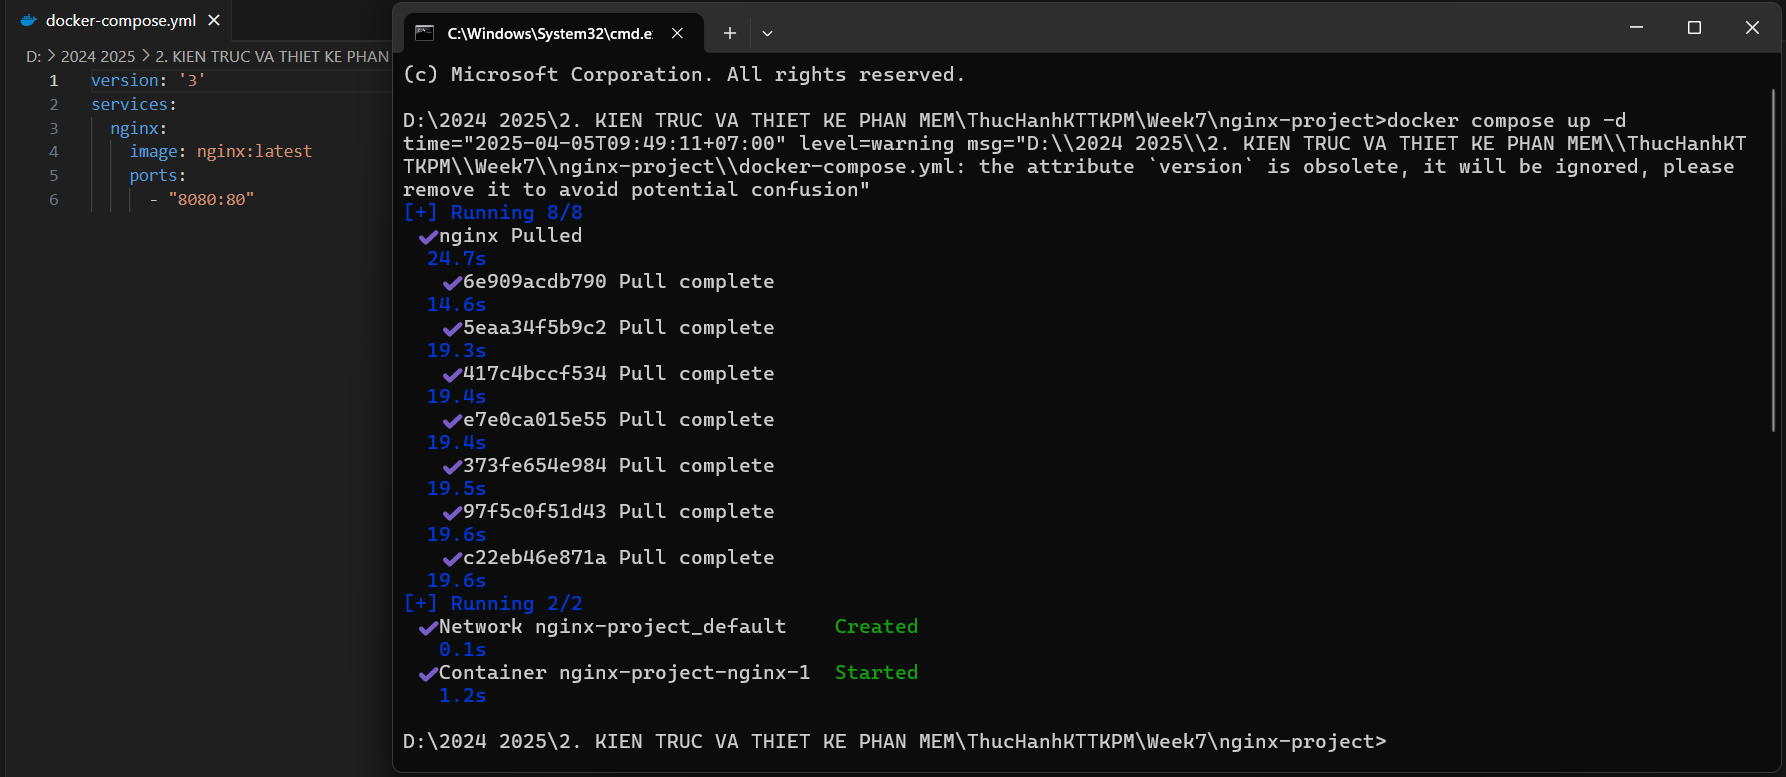 docker-compose.yml
D: > 2024 2025 > 2. KIEN TRUC VA THIET KE PHAN
1 version: '3'
2 services:
3 nginx:
4 image: nginx:latest
5 ports:
6 - "8080:80"
C:\Windows\System32\cmd.e
(c) Microsoft Corporation. All rights reserved.
D:\2024 2025\2. KIEN TRUC VA THIET KE PHAN MEM\ThucHanhKTTKPM\Week7\nginx-project>docker compose up -d
time="2025-04-05T09:49:11+07:00" level=warning msg="D:\\2024 2025\\2. KIEN TRUC VA THIET KE PHAN MEM\\ThucHanhKT
TKPM\\Week7\\nginx-project\\docker-compose.yml: the attribute `version` is obsolete, it will be ignored, please
remove it to avoid potential confusion"
[+] Running 8/8
✔nginx Pulled
24.7s
✔6e909acdb790 Pull complete
14.6s
✔5eaa34f5b9c2 Pull complete
19.3s
✔417c4bccf534 Pull complete
19.4s
✔e7e0ca015e55 Pull complete
19.4s
✔373fe654e984 Pull complete
19.5s
✔97f5c0f51d43 Pull complete
19.6s
✔c22eb46e871a Pull complete
19.6s
[+] Running 2/2
✔Network nginx-project_default Created
0.1s
✔Container nginx-project-nginx-1 Started
1.2s
D:\2024 2025\2. KIEN TRUC VA THIET KE PHAN MEM\ThucHanhKTTKPM\Week7\nginx-project>